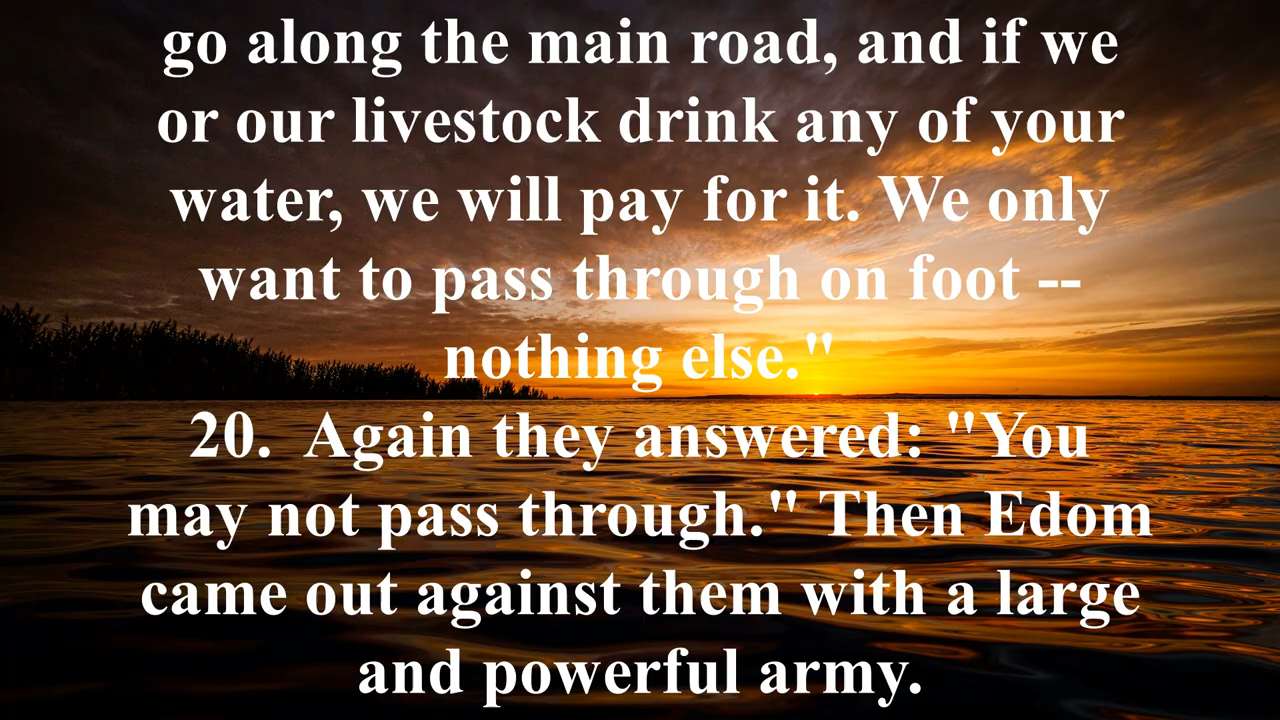 go along the main road, and if we
or our livestock drink any of your
water, we will pay for it. We only
want to pass through on foot --
nothing else."
20.  Again they answered: "You
may not pass through." Then Edom
came out against them with a large
and powerful army.